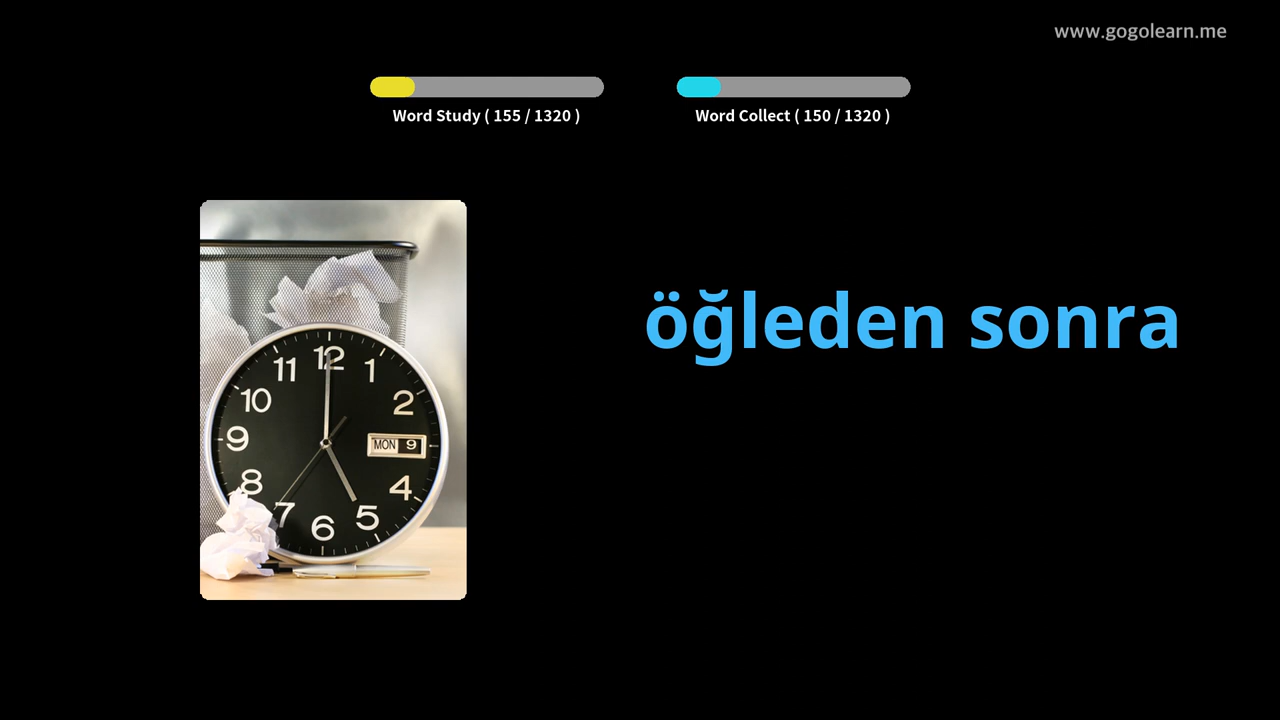 www.gogolearn.me
Word Study ( 155 / 1320 )
Word Collect ( 150 / 1320 )
öğleden sonra
12
11
1
10
2
9
MON 9
8
4
7
5
6